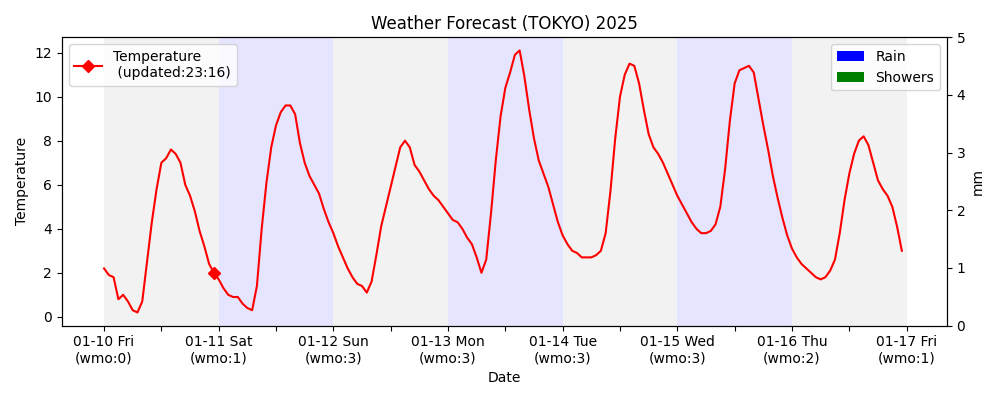 Weather Forecast (TOKYO) 2025
Temperature
(updated:23:16)
Rain
Showers
Temperature
12
10
8
6
4
2
0
5
4
3
2
1
0
mm
01-10 Fri
(wmo:0)
01-11 Sat
(wmo:1)
01-12 Sun
(wmo:3)
01-13 Mon
(wmo:3)
01-14 Tue
(wmo:3)
01-15 Wed
(wmo:3)
01-16 Thu
(wmo:2)
01-17 Fri
(wmo:1)
Date